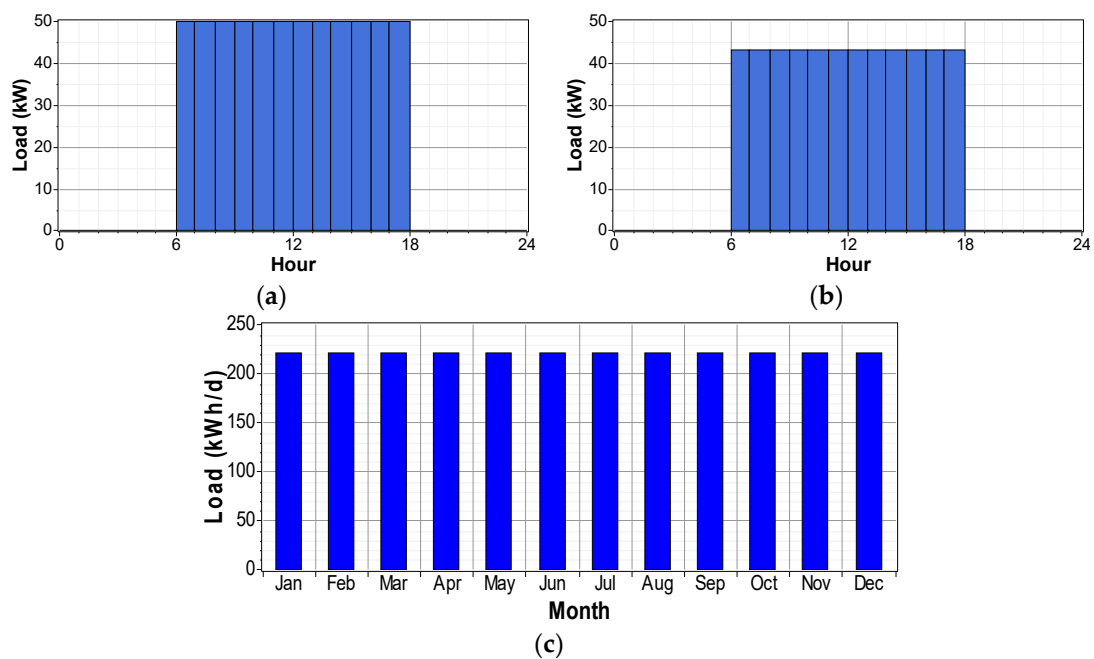 50
40
30
20
10
0
Load (kW)
0 6 12 18 24
Hour
(a)
50
40
30
20
10
0
Load (kW)
0 6 12 18 24
Hour
(b)
250
200
150
100
50
0
Load (kWh/d)
Jan Feb Mar Apr May Jun Jul Aug Sep Oct Nov Dec
Month
(c)